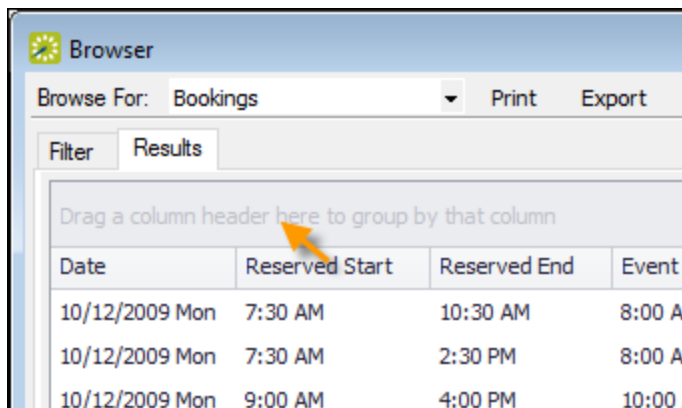 Browser
Browse For: Bookings Print Export
Filter Results
Drag a column header here to group by that column
Date Reserved Start Reserved End Event
10/12/2009 Mon 7:30 AM 10:30 AM 8:00 A
10/12/2009 Mon 7:30 AM 2:30 PM 8:00 A
10/12/2009 Mon 9:00 AM 4:00 PM 10:00